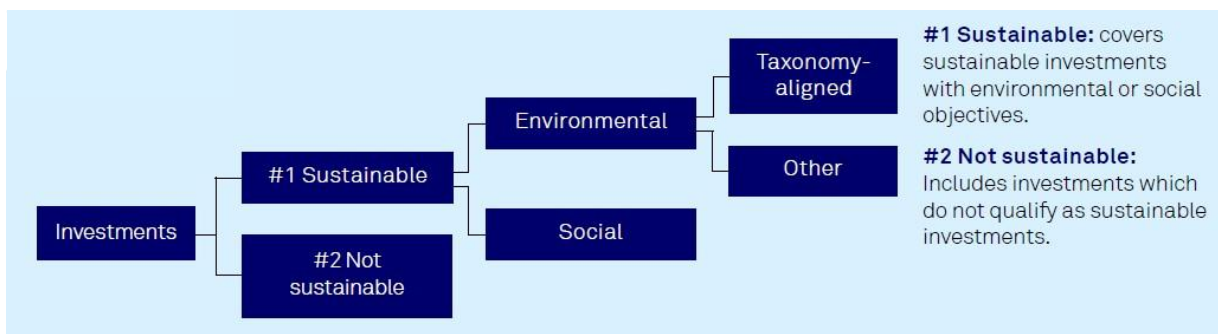 Investments
#1 Sustainable
#2 Not
sustainable
Environmental
Social
Taxonomy-
aligned
Other
#1 Sustainable: covers
sustainable investments
with environmental or social
objectives.
#2 Not sustainable:
Includes investments which
do not qualify as sustainable
investments.